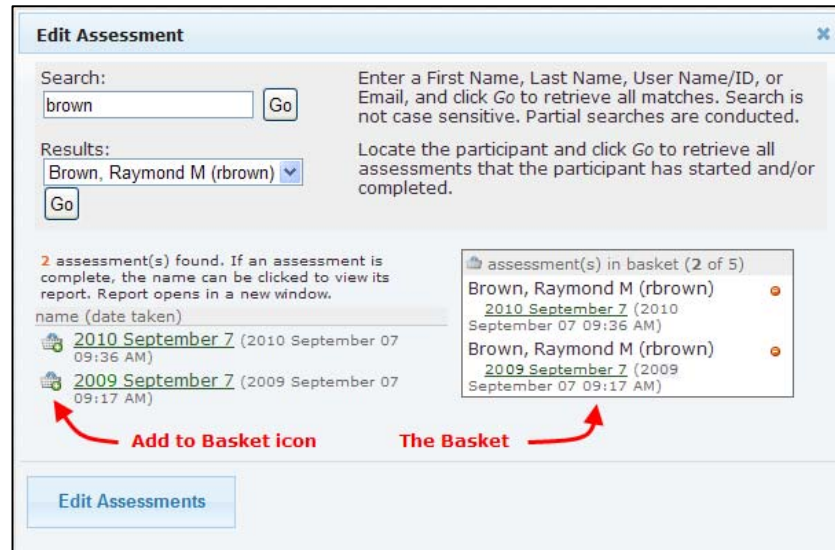 Edit Assessment
Search:
brown
Go
Enter a First Name, Last Name, User Name/ID, or
Email, and click Go to retrieve all matches. Search is
not case sensitive. Partial searches are conducted.
Results:
Brown, Raymond M (rbrown)
Go
Locate the participant and click Go to retrieve all
assessments that the participant has started and/or
completed.
2 assessment(s) found. If an assessment is
complete, the name can be clicked to view its
report. Report opens in a new window.
name (date taken)
2010 September 7 (2010 September 07
09:36 AM)
2009 September 7 (2009 September 07
09:17 AM)
assessment(s) in basket (2 of 5)
Brown, Raymond M (rbrown)
2010 September 7 (2010
September 07 09:36 AM)
Brown, Raymond M (rbrown)
2009 September 7 (2009
September 07 09:17 AM)
Add to Basket icon
The Basket
Edit Assessments